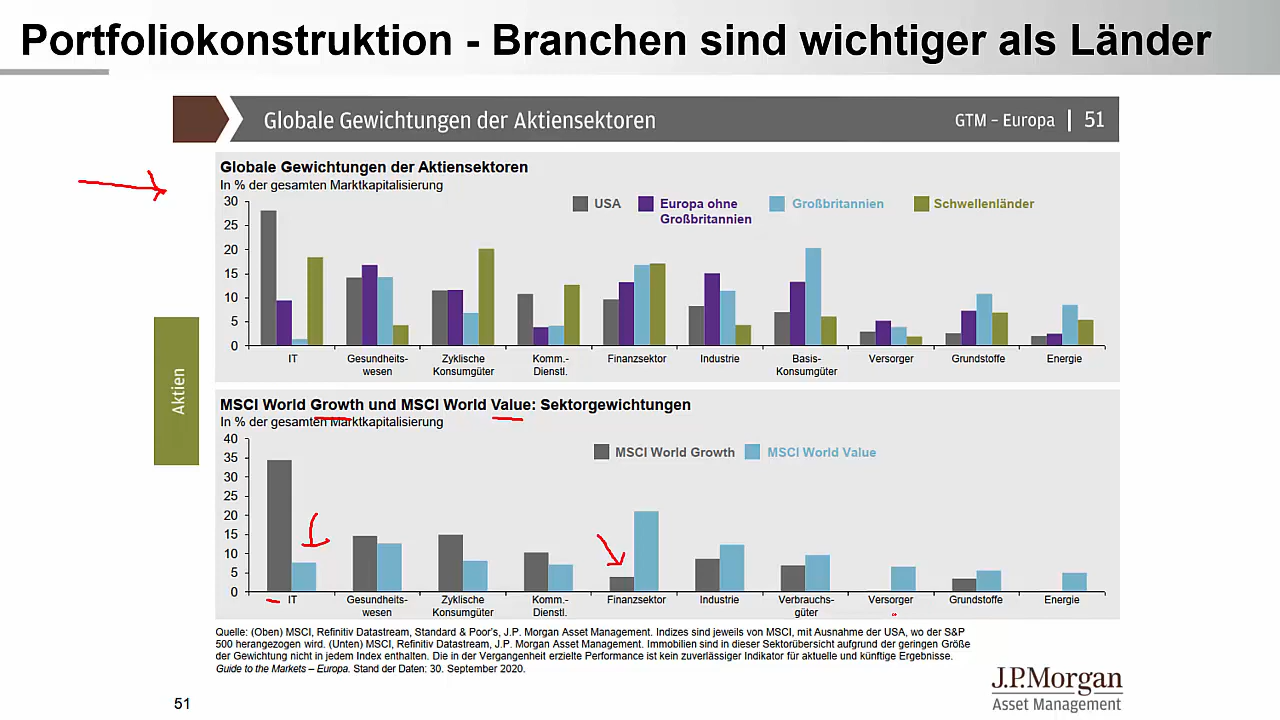 Portfoliokonstruktion - Branchen sind wichtiger als Länder
Globale Gewichtungen der Aktiensektoren
GTM – Europa | 51
Globale Gewichtungen der Aktiensektoren
In % der gesamten Marktkapitalisierung
USA
Europa ohne
Großbritannien
Großbritannien
Schwellenländer
30
25
20
15
10
5
0
IT
Gesundheits-
wesen
Zyklische
Konsumgüter
Komm.-
Dienstl.
Finanzsektor
Industrie
Basis-
Konsumgüter
Versorger
Grundstoffe
Energie
Aktien
MSCI World Growth und MSCI World Value: Sektorgewichtungen
In % der gesamten Marktkapitalisierung
MSCI World Growth
MSCI World Value
40
35
30
25
20
15
10
5
0
IT
Gesundheits-
wesen
Zyklische
Konsumgüter
Komm.-
Dienstl.
Finanzsektor
Industrie
Verbrauchs-
güter
Versorger
Grundstoffe
Energie
Quelle: (Oben) MSCI, Refinitiv Datastream, Standard & Poor's, J.P. Morgan Asset Management. Indizes sind jeweils von MSCI, mit Ausnahme der USA, wo der S&P
500 herangezogen wird. (Unten) MSCI, Refinitiv Datastream, J.P. Morgan Asset Management. Immobilien sind in dieser Sektorübersicht aufgrund der geringen Größe
der Gewichtung nicht in jedem Index enthalten. Die in der Vergangenheit erzielte Performance ist kein zuverlässiger Indikator für aktuelle und künftige Ergebnisse.
Guide to the Markets – Europa. Stand der Daten: 30. September 2020.
J.P.Morgan
Asset Management
51